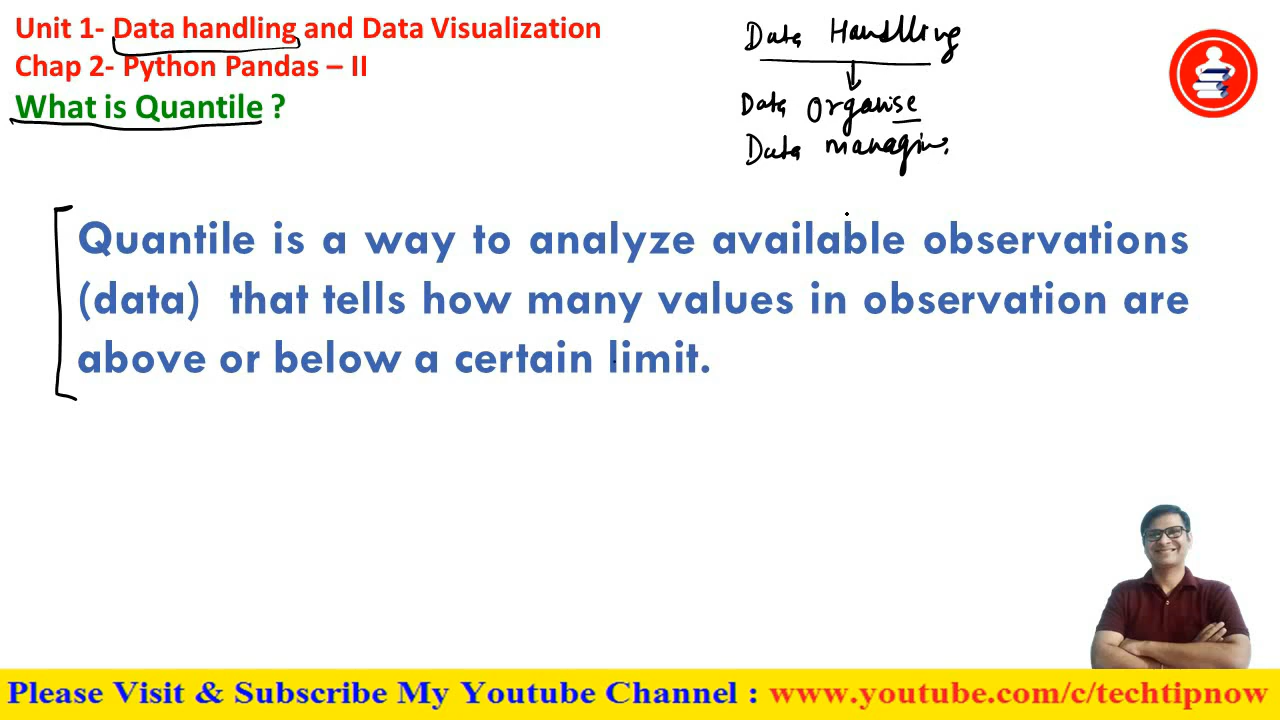 Unit 1- Data handling and Data Visualization
Chap 2- Python Pandas – II
What is Quantile ?
Data Handlling
Data Organise
Data managing
Quantile is a way to analyze available observations
(data) that tells how many values in observation are
above or below a certain limit.
Please Visit & Subscribe My Youtube Channel : www.youtube.com/c/techtipnow